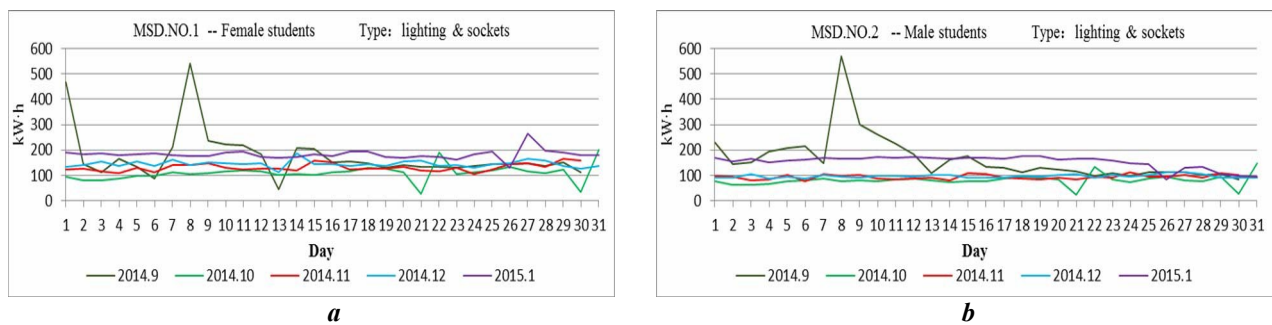 MSD.NO.1 -- Female students Type: lighting & sockets
600
500
400
300
200
100
0
kW·h
1 2 3 4 5 6 7 8 9 10 11 12 13 14 15 16 17 18 19 20 21 22 23 24 25 26 27 28 29 30 31
Day
2014.9 2014.10 2014.11 2014.12 2015.1
a
MSD.NO.2 -- Male students Type: lighting & sockets
600
500
400
300
200
100
0
kW·h
1 2 3 4 5 6 7 8 9 10 11 12 13 14 15 16 17 18 19 20 21 22 23 24 25 26 27 28 29 30 31
Day
2014.9 2014.10 2014.11 2014.12 2015.1
b